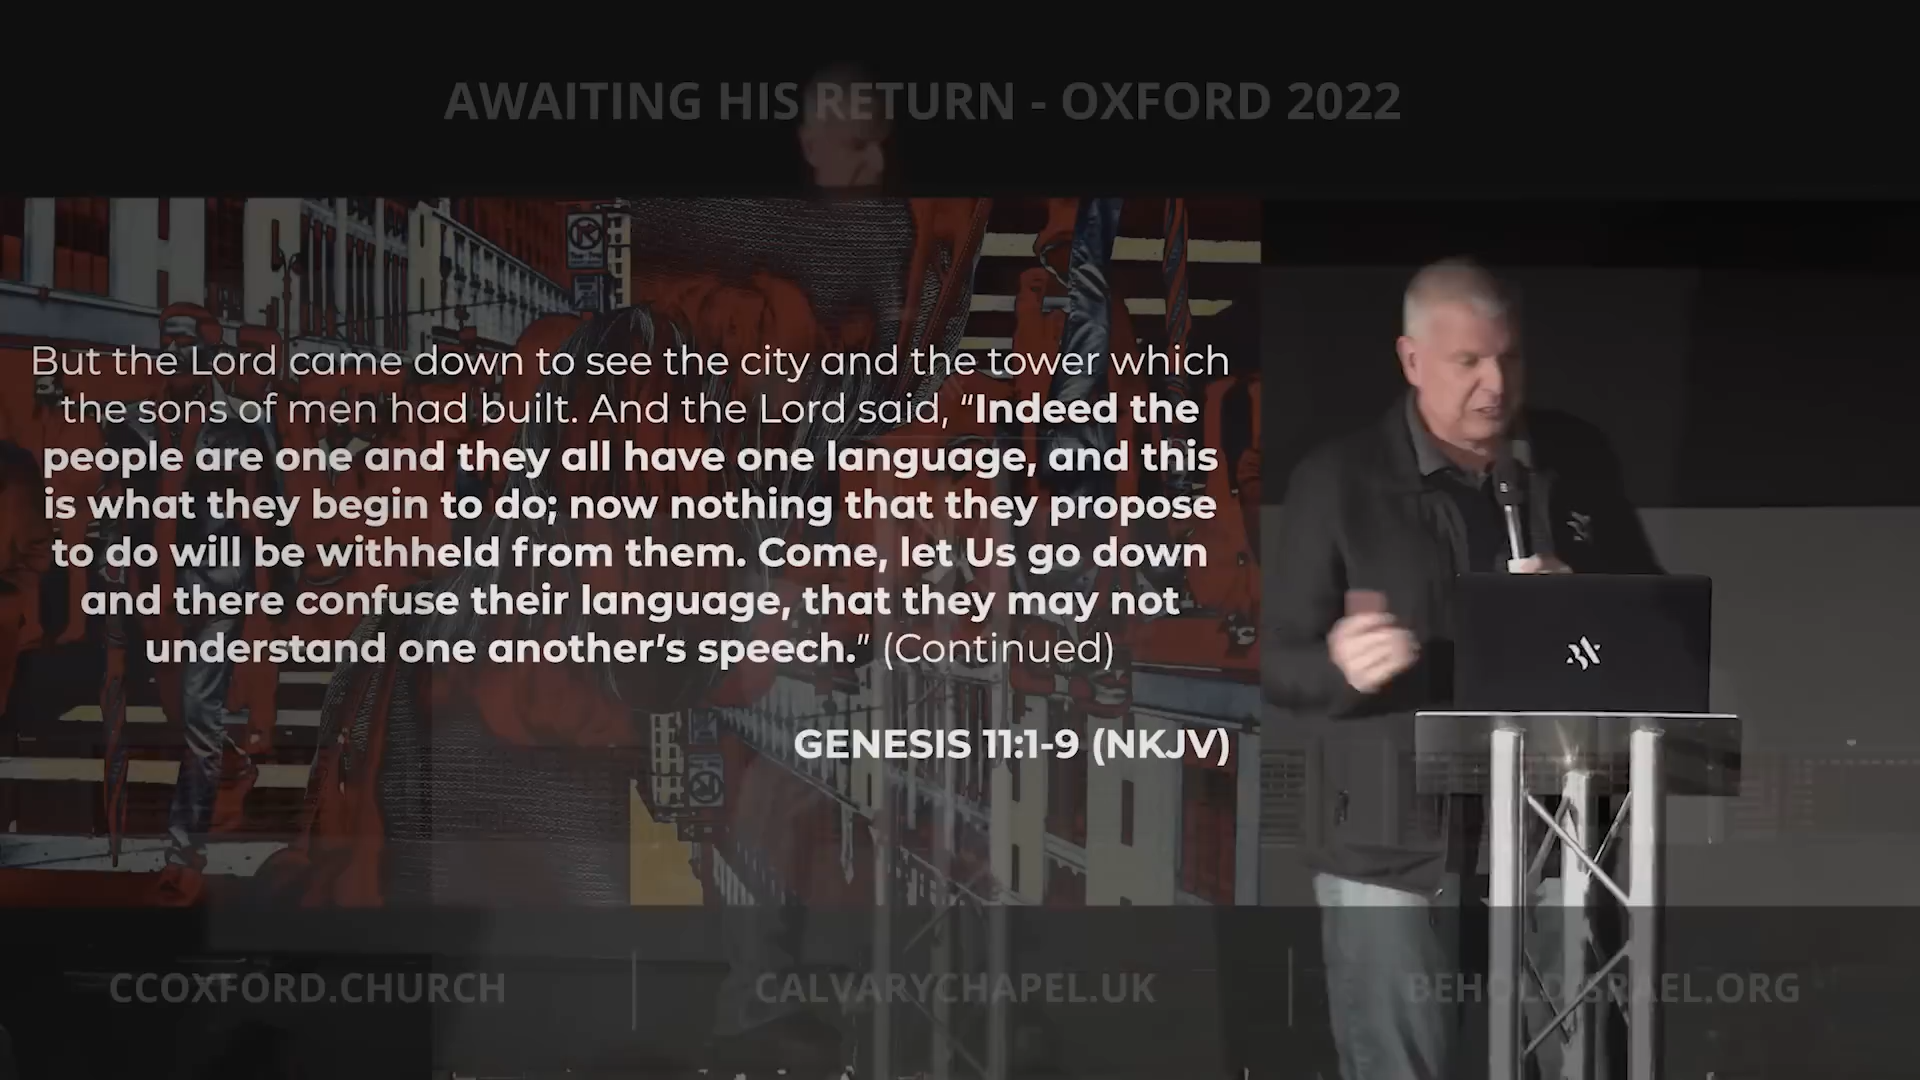 AWAITING HIS RETURN - OXFORD 2022
But the Lord came down to see the city and the tower which
the sons of men had built. And the Lord said, “Indeed the
people are one and they all have one language, and this
is what they begin to do; now nothing that they propose
to do will be withheld from them. Come, let Us go down
and there confuse their language, that they may not
understand one another’s speech.” (Continued)
GENESIS 11:1-9 (NKJV)
CCOXFORD.CHURCH
CALVARYCHAPEL.UK
BEHOLDISRAEL.ORG